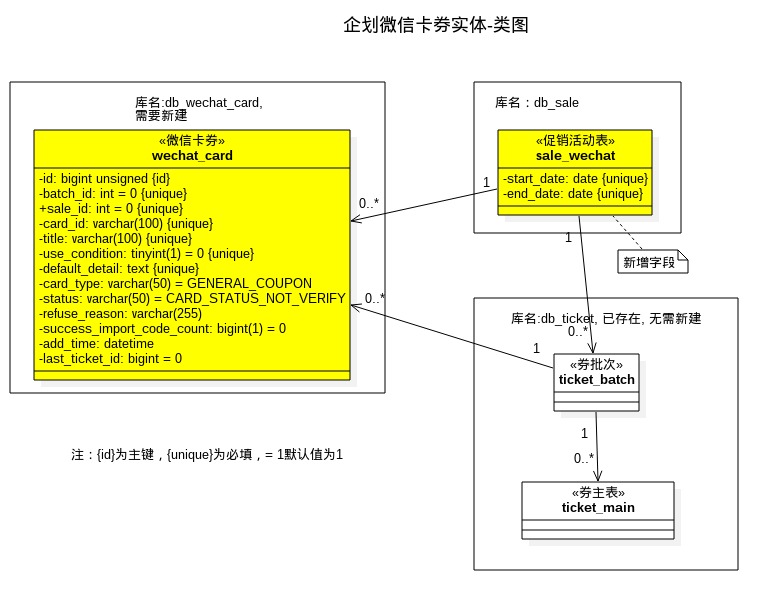 企划微信卡券实体-类图
库名:db_wechat_card,
需要新建
«微信卡券»
wechat_card
-id: bigint unsigned {id}
-batch_id: int = 0 {unique}
+sale_id: int = 0 {unique}
-card_id: varchar(100) {unique}
-title: varchar(100) {unique}
-use_condition: tinyint(1) = 0 {unique}
-default_detail: text {unique}
-card_type: varchar(50) = GENERAL_COUPON
-status: varchar(50) = CARD_STATUS_NOT_VERIFY
-refuse_reason: varchar(255)
-success_import_code_count: bigint(1) = 0
-add_time: datetime
-last_ticket_id: bigint = 0
库名：db_sale
«促销活动表»
sale_wechat
-start_date: date {unique}
-end_date: date {unique}
1
0..*
1
新增字段
0..*
库名:db_ticket, 已存在, 无需新建
0..*
1
«券批次»
ticket_batch
1
0..*
«券主表»
ticket_main
注：{id}为主键，{unique}为必填，= 1默认值为1